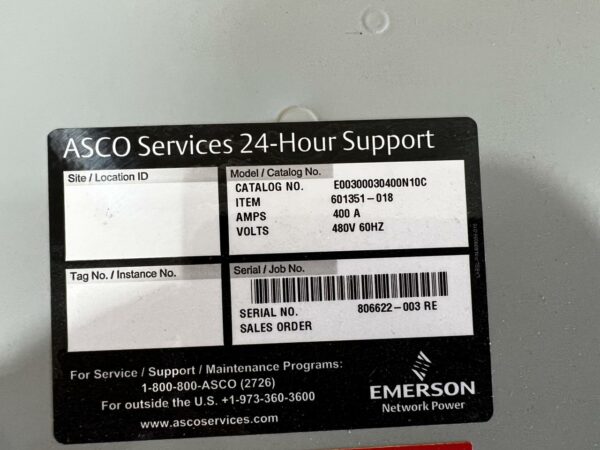 ASCO Services 24-Hour Support
Site / Location ID
Model / Catalog No.
CATALOG NO. E00300030400N10C
ITEM 601351-018
AMPS 400 A
VOLTS 480V 60HZ
Tag No. / Instance No.
Serial / Job No.
SERIAL NO. 806622-003 RE
SALES ORDER
For Service / Support / Maintenance Programs:
1-800-800-ASCO (2726)
For outside the U.S. +1-973-360-3600
www.ascoservices.com
EMERSON
Network Power